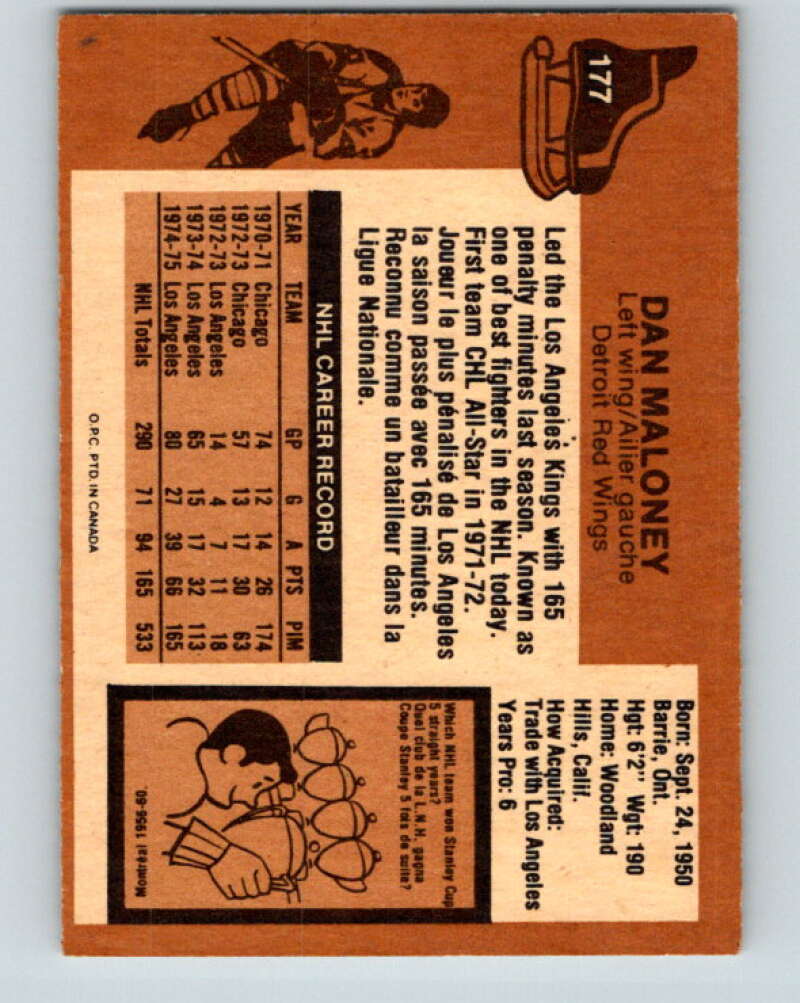 177
DAN MALONEY
Left wing/Ailier gauche
Detroit Red Wings
Born: Sept. 24, 1950
Barrie, Ont.
Hgt: 6'2" Wgt: 190
Home: Woodland
Hills, Calif.
How Acquired:
Trade with Los Angeles
Years Pro: 6
Led the Los Angele's Kings with 165
penalty minutes last season. Known as
one of best fighters in the NHL today.
First team CHL All-Star in 1971-72.
Joueur le plus pénalisé de Los Angeles
la saison passée avec 165 minutes.
Reconnu comme un batailleur dans la
Ligue Nationale.
NHL CAREER RECORD
YEAR TEAM GP G A PTS PIM
1970-71 Chicago 74 12 14 26 174
1972-73 Chicago 57 13 17 30 63
1972-73 Los Angeles 14 4 7 11 18
1973-74 Los Angeles 65 15 17 32 113
1974-75 Los Angeles 80 27 39 66 165
NHL Totals 290 71 94 165 533
Which NHL team won Stanley Cup
5 straight years?
Quel club de la L.N.H. gagna
Coupe Stanley 5 fois de suite?
Montreal 1956-60.
O.P.C. PTD. IN CANADA